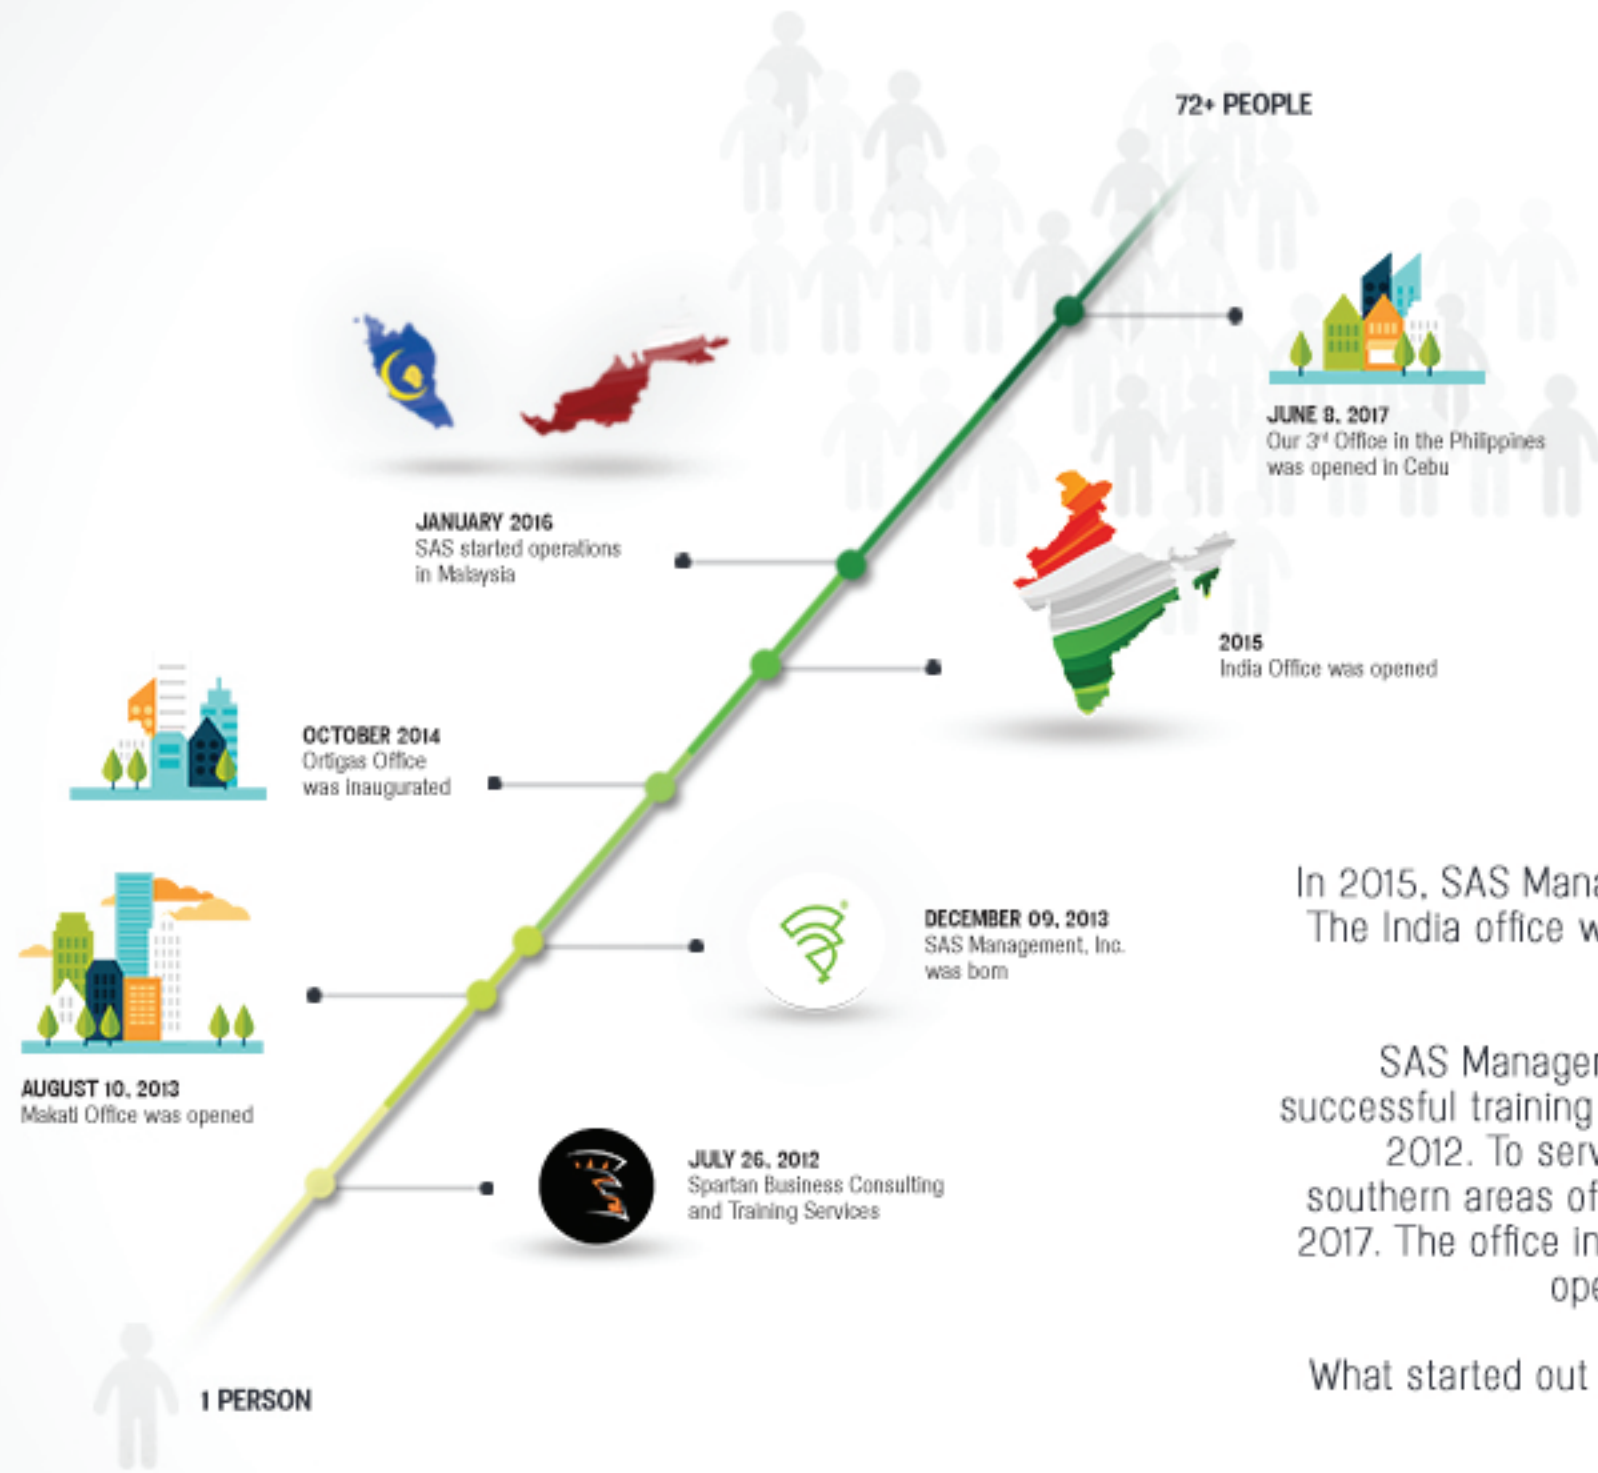 72+ PEOPLE
JUNE 8, 2017
Our 3rd Office in the Philippines
was opened in Cebu
JANUARY 2016
SAS started operations
in Malaysia
2015
India Office was opened
OCTOBER 2014
Ortigas Office
was inaugurated
DECEMBER 09, 2013
SAS Management, Inc.
was born
AUGUST 10, 2013
Makati Office was opened
JULY 26, 2012
Spartan Business Consulting
and Training Services
1 PERSON
In 2015, SAS Mana
The India office w
SAS Manage
successful training
2012. To serv
southern areas of
2017. The office in
ope
What started out